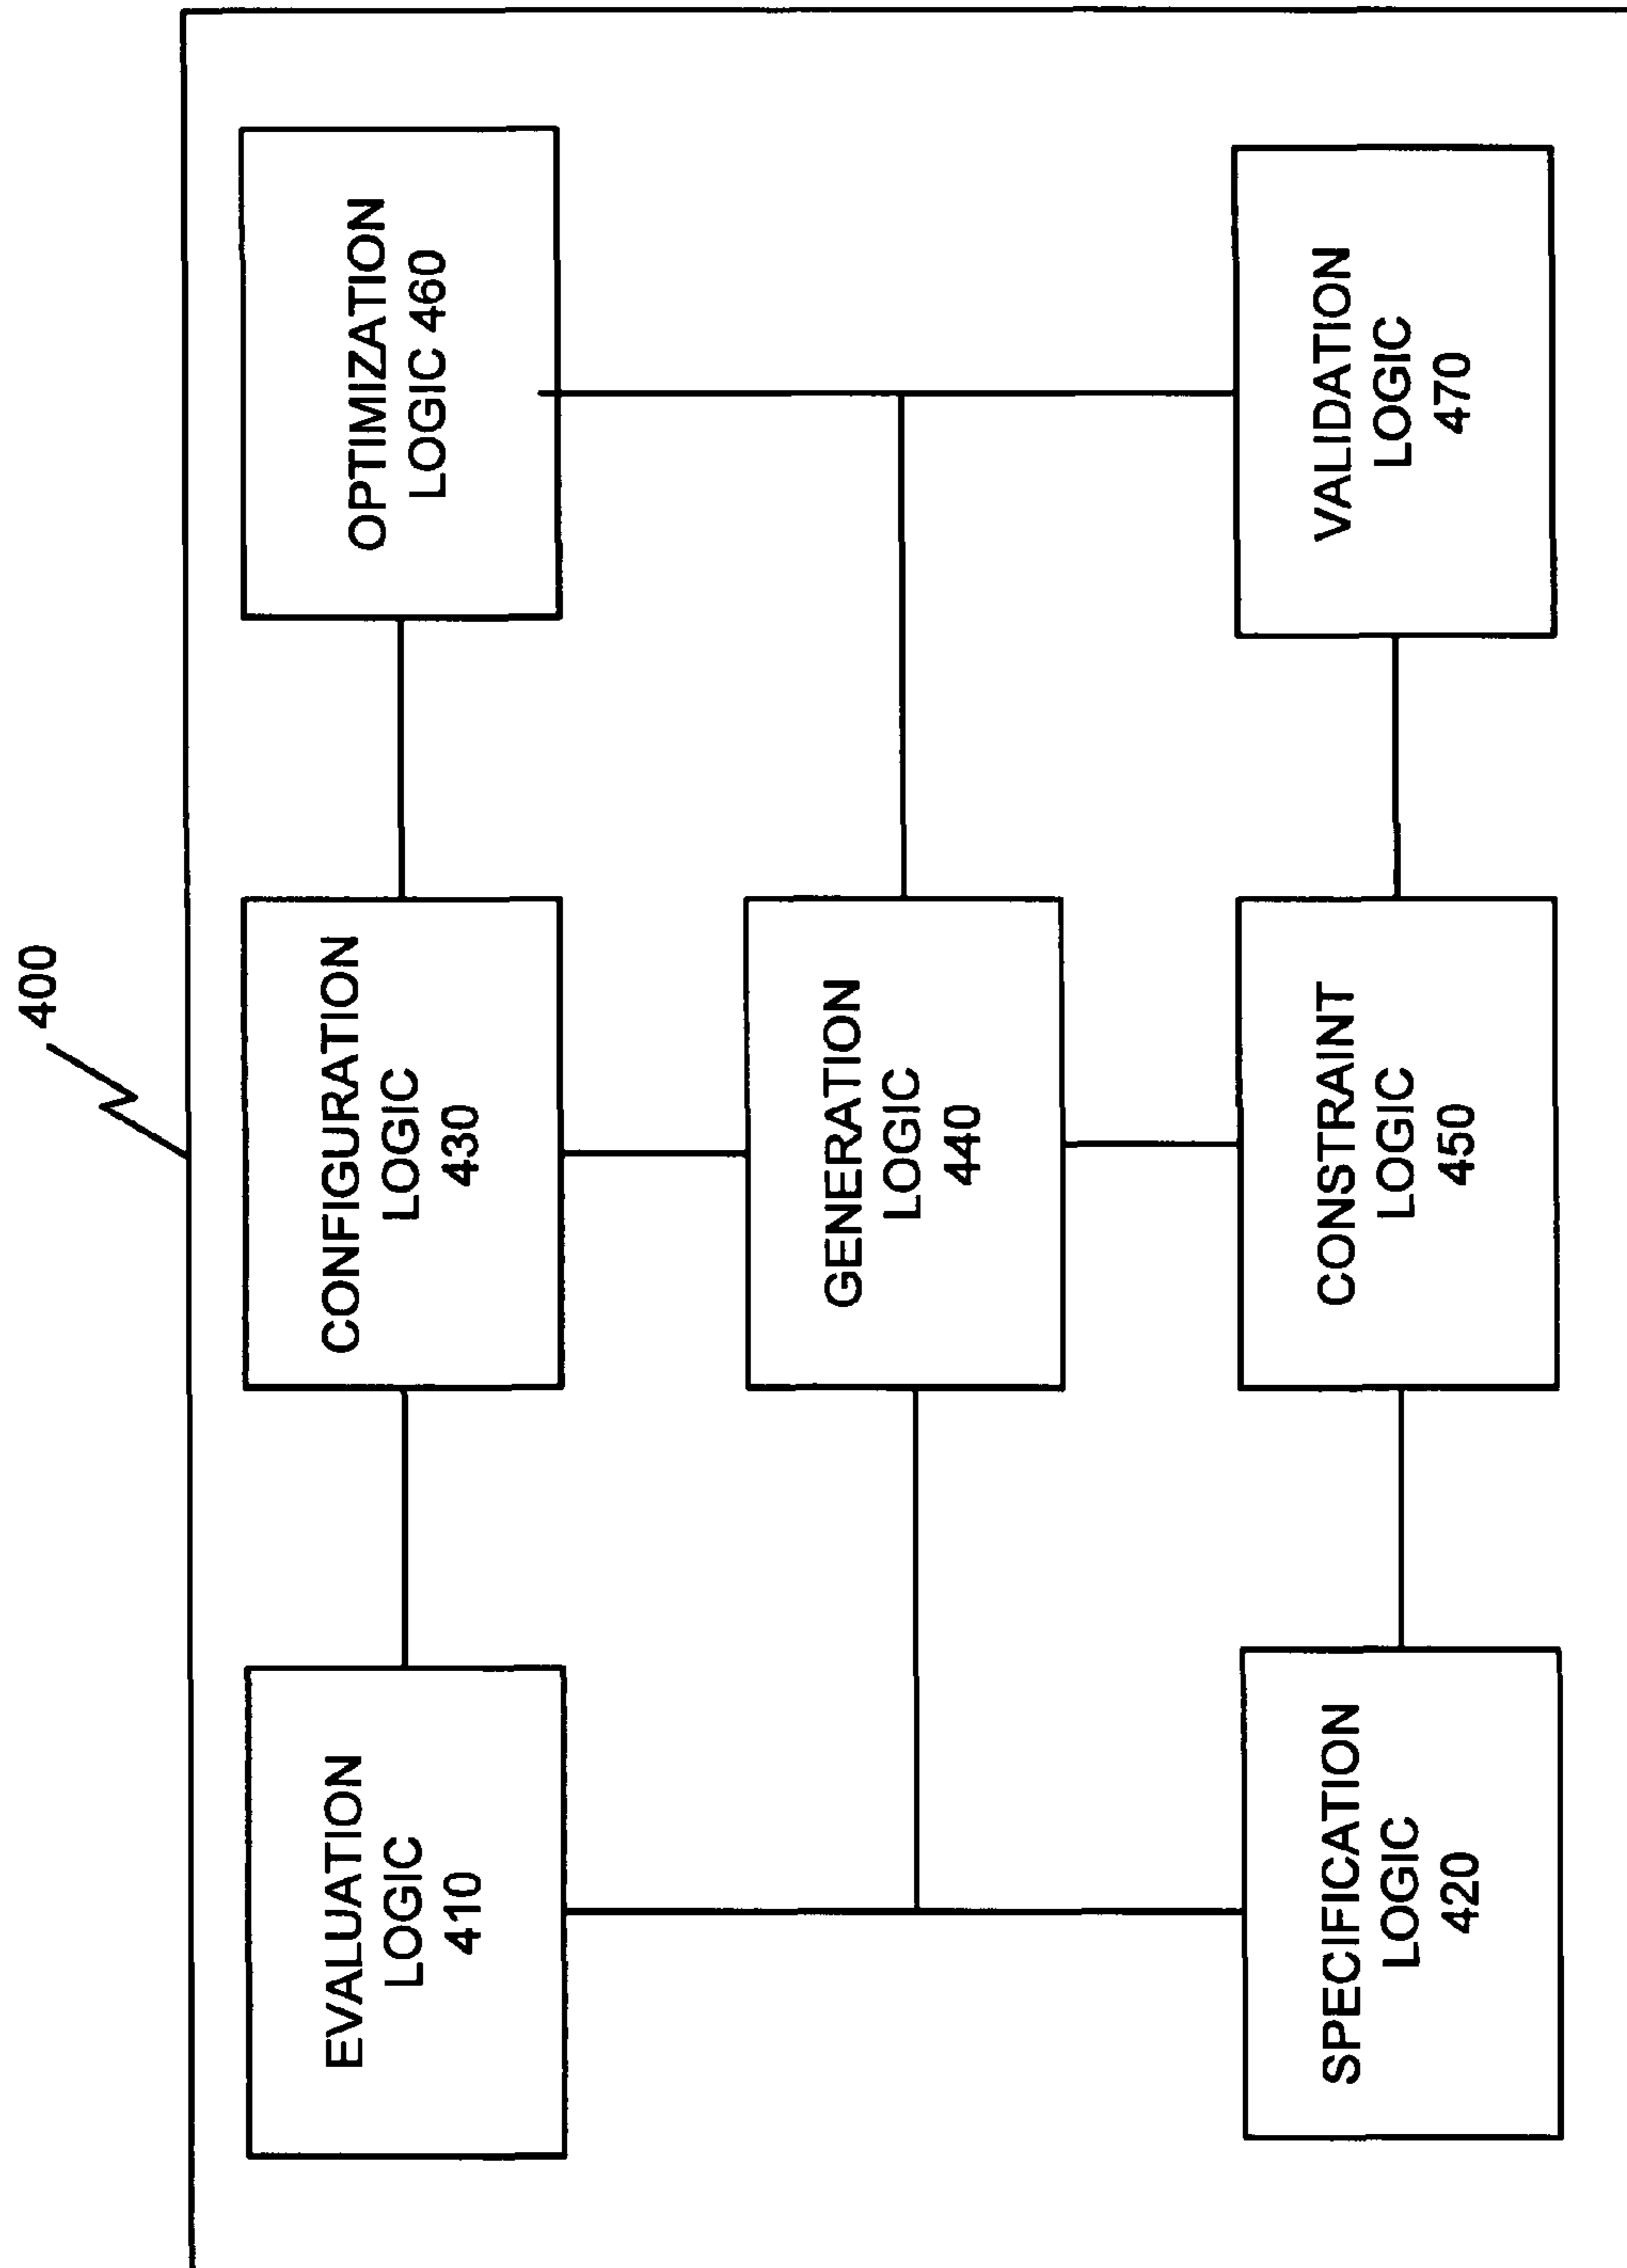 400
EVALUATION
LOGIC
410
CONFIGURATION
LOGIC
430
OPTIMIZATION
LOGIC 460
GENERATION
LOGIC
440
SPECIFICATION
LOGIC
420
CONSTRAINT
LOGIC
450
VALIDATION
LOGIC
470